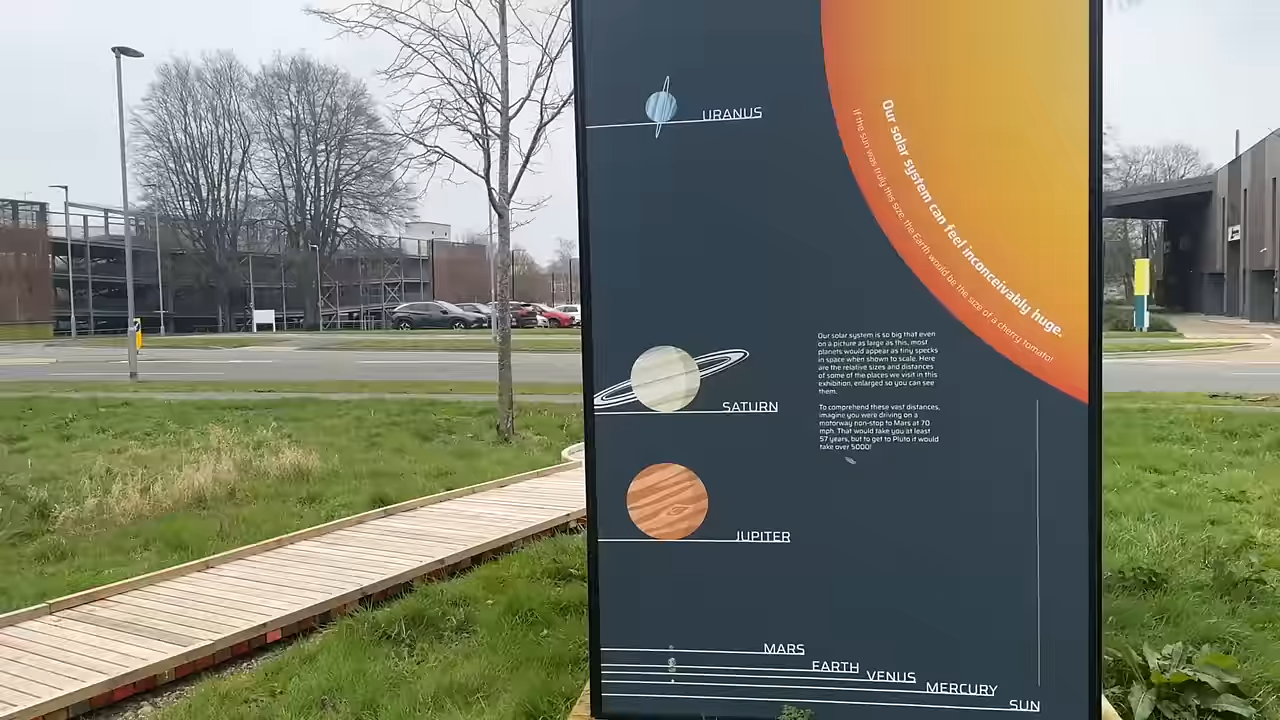 URANUS
Our solar system can feel inconceivably huge.
If the sun was truly this size, the Earth would be the size of a cherry tomato!
Our solar system is so big that even
on a picture as large as this, most
planets would appear as tiny specks
in space when shown to scale. Here
are the relative sizes and distances
of some of the places we visit in this
exhibition, enlarged so you can see
them.
To comprehend these vast distances,
imagine you were driving on a
motorway non-stop to Mars at 70
mph. That would take you at least
57 years, but to get to Pluto it would
take over 5000!
SATURN
JUPITER
MARS
EARTH
VENUS
MERCURY
SUN